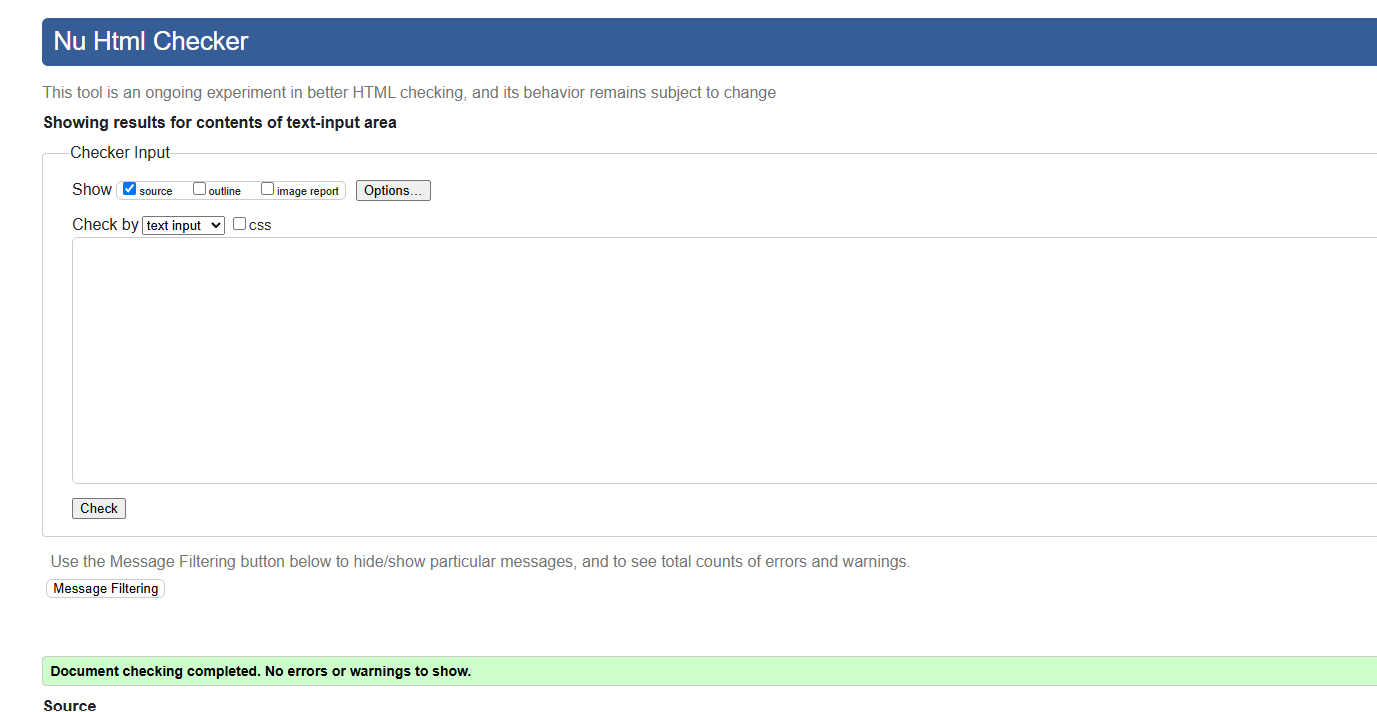 Nu Html Checker
This tool is an ongoing experiment in better HTML checking, and its behavior remains subject to change
Showing results for contents of text-input area
Checker Input
Show source outline image report Options...
Check by text input css
Check
Use the Message Filtering button below to hide/show particular messages, and to see total counts of errors and warnings.
Message Filtering
Document checking completed. No errors or warnings to show.
Source